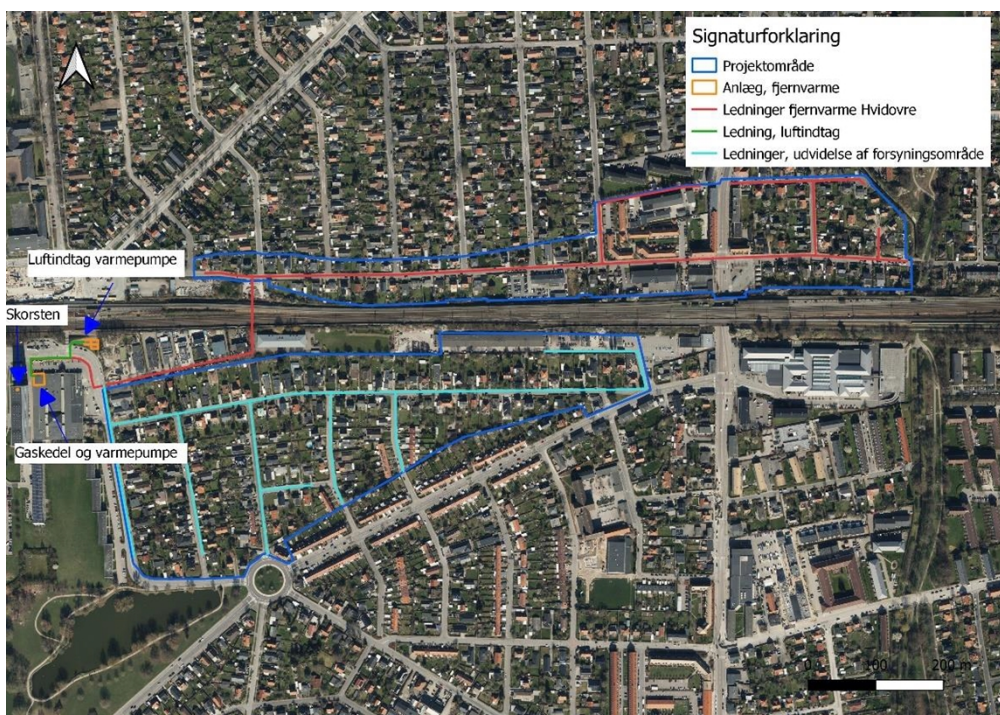 Signaturforklaring
Projektområde
Anlæg, fjernvarme
Ledninger fjernvarme Hvidovre
Ledning, luftindtag
Ledninger, udvidelse af forsyningsområde
Luftindtag varmepumpe
Skorsten
Gaskedel og varmepumpe
0 100 200 m